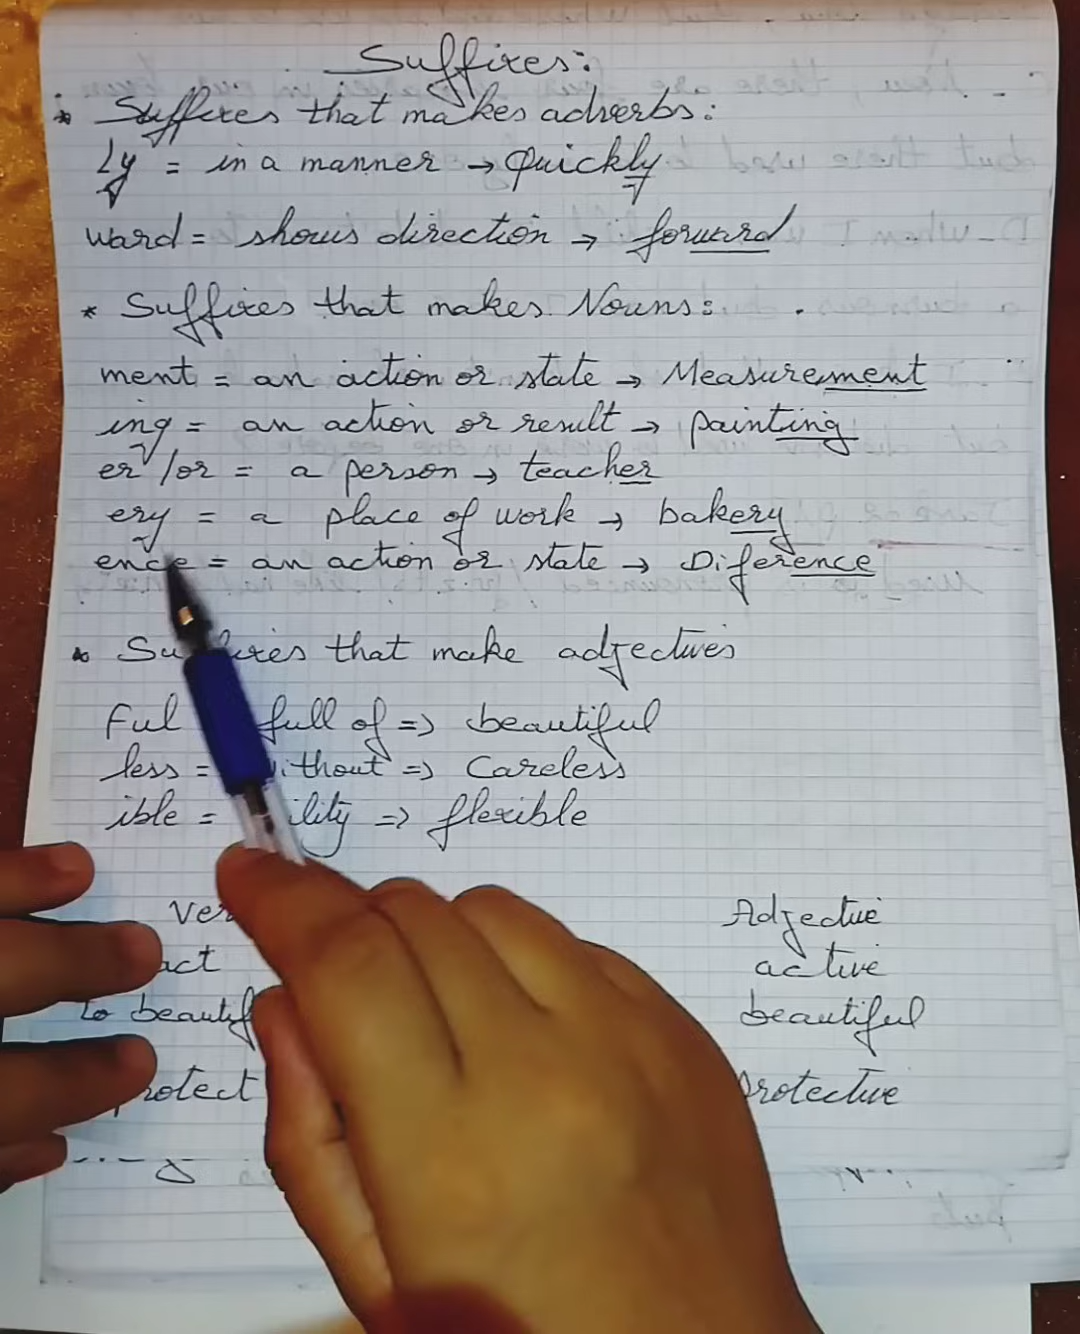 Suffixes:
* Suffixes that makes adverbs:
Ly = in a manner → Quickly
ward = shows direction → forward
* Suffixes that makes Nouns:
ment = an action or state → Measurement
ing = an action or result → painting
er/or = a person → teacher
ery = a place of work → bakery
ence = an action or state → Diference
* Suffixes that make adjectives
Ful full of => beautiful
less = without => Careless
ible = => flexible
Adjective
act active
to beautiful
protective